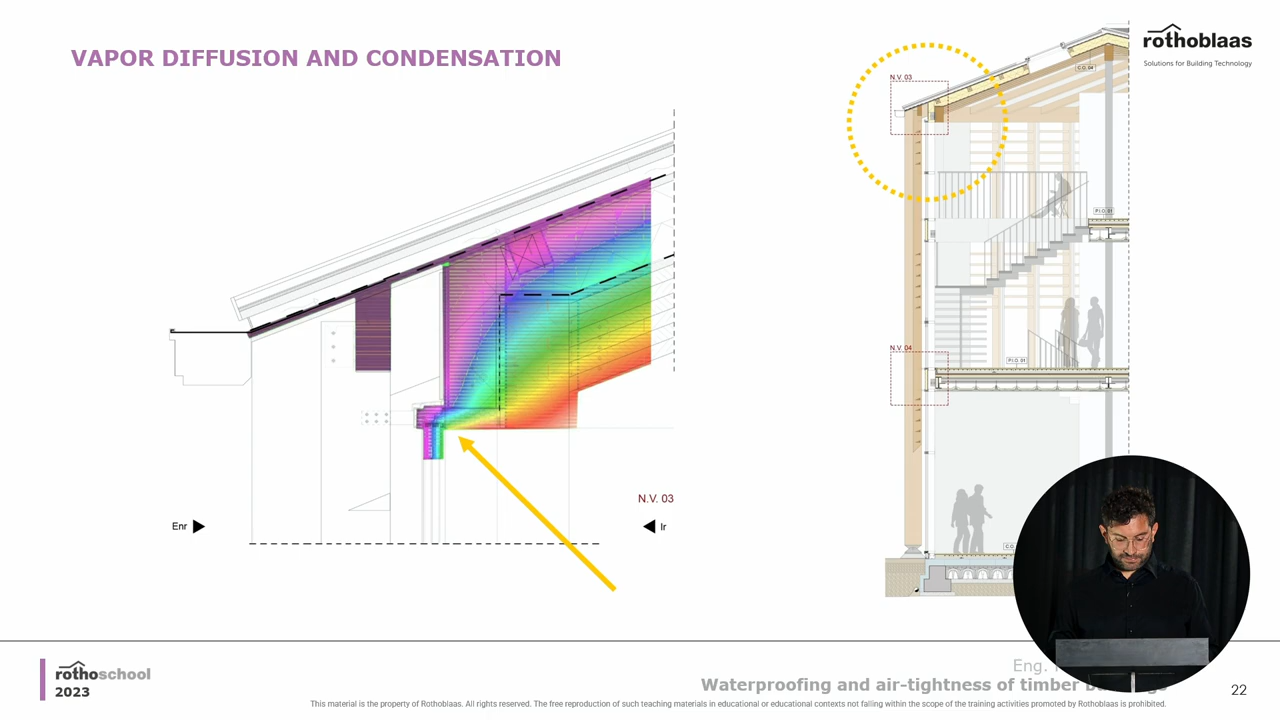 VAPOR DIFFUSION AND CONDENSATION
rothoblaas
Solutions for Building Technology
N.V. 03
C.O. 04
P.I.O. 01
N.V. 04
P.I.O. 01
N.V. 03
Enr
Ir
rothoschool
2023
Eng.
Waterproofing and air-tightness of timber
This material is the property of Rothoblaas. All rights reserved. The free reproduction of such teaching materials in educational or educational contexts not falling within the scope of the training activities promoted by Rothoblaas is prohibited.
22